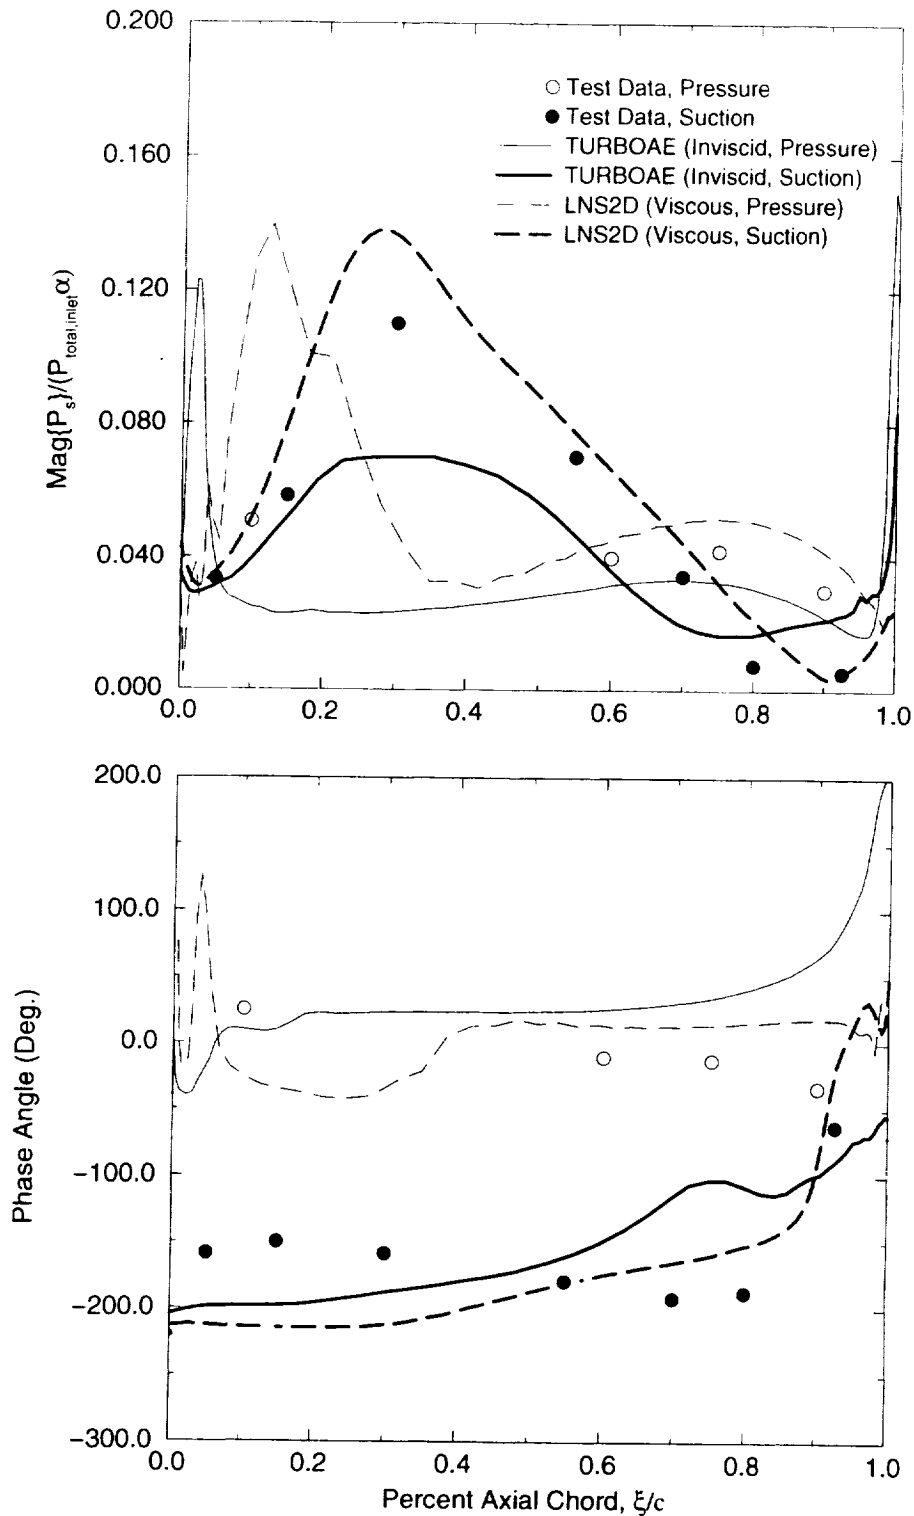 0.200
0.160
0.120
0.080
0.040
0.000
Mag{P_s}/(P_total,inlet α)
○ Test Data, Pressure
● Test Data, Suction
TURBOAE (Inviscid, Pressure)
TURBOAE (Inviscid, Suction)
LNS2D (Viscous, Pressure)
LNS2D (Viscous, Suction)
0.0 0.2 0.4 0.6 0.8 1.0
200.0
100.0
0.0
−100.0
−200.0
−300.0
Phase Angle (Deg.)
0.0 0.2 0.4 0.6 0.8 1.0
Percent Axial Chord, ξ/c